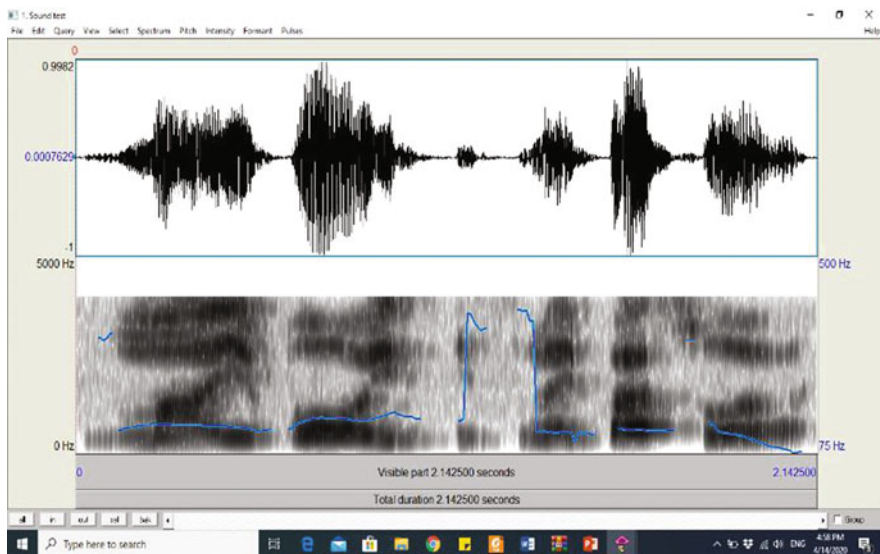 1. Sound test
File Edit Query View Select Spectrum Pitch Intensity Formant Pulses Help
0
0.9982
0.0007629
-1
5000 Hz 500 Hz
0 Hz 75 Hz
0 Visible part 2.142500 seconds 2.142500
Total duration 2.142500 seconds
all in out sel bak Group
Type here to search ENG 4:58 PM
4/14/2020